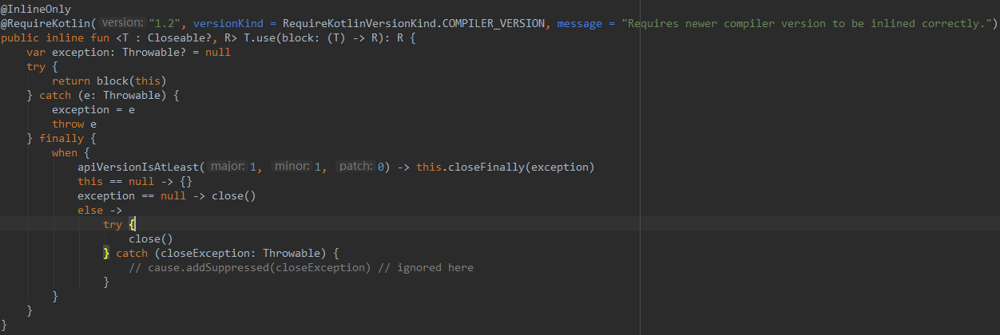 @InlineOnly
@RequireKotlin( version: "1.2", versionKind = RequireKotlinVersionKind.COMPILER_VERSION, message = "Requires newer compiler version to be inlined correctly.")
public inline fun <T : Closeable?, R> T.use(block: (T) -> R): R {
    var exception: Throwable? = null
    try {
        return block(this)
    } catch (e: Throwable) {
        exception = e
        throw e
    } finally {
        when {
            apiVersionIsAtLeast( major: 1, minor: 1, patch: 0) -> this.closeFinally(exception)
            this == null -> {}
            exception == null -> close()
            else ->
                try {
                    close()
                } catch (closeException: Throwable) {
                    // cause.addSuppressed(closeException) // ignored here
                }
        }
    }
}